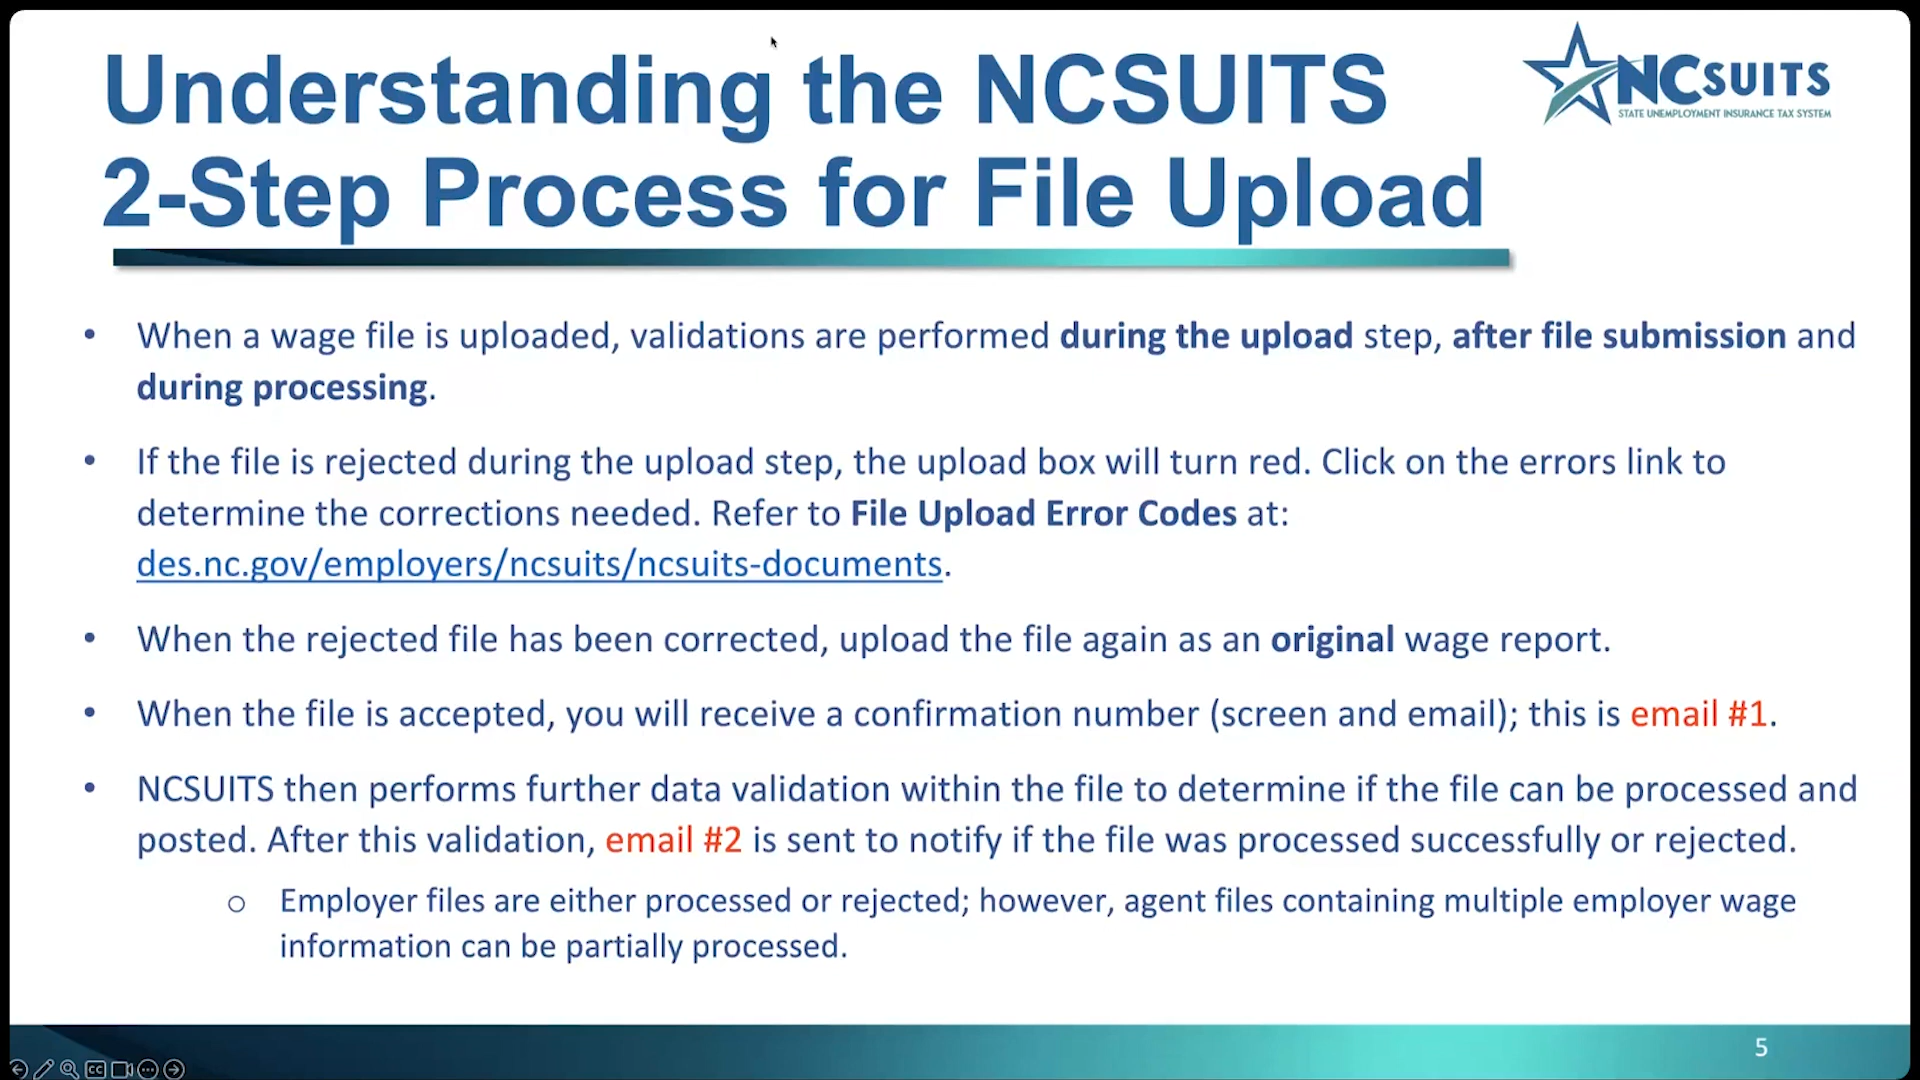 Understanding the NCSUITS
2-Step Process for File Upload
NCSUITS
STATE UNEMPLOYMENT INSURANCE TAX SYSTEM
• When a wage file is uploaded, validations are performed during the upload step, after file submission and
during processing.
• If the file is rejected during the upload step, the upload box will turn red. Click on the errors link to
determine the corrections needed. Refer to File Upload Error Codes at:
des.nc.gov/employers/ncsuits/ncsuits-documents.
• When the rejected file has been corrected, upload the file again as an original wage report.
• When the file is accepted, you will receive a confirmation number (screen and email); this is email #1.
• NCSUITS then performs further data validation within the file to determine if the file can be processed and
posted. After this validation, email #2 is sent to notify if the file was processed successfully or rejected.
o Employer files are either processed or rejected; however, agent files containing multiple employer wage
information can be partially processed.
5
CC